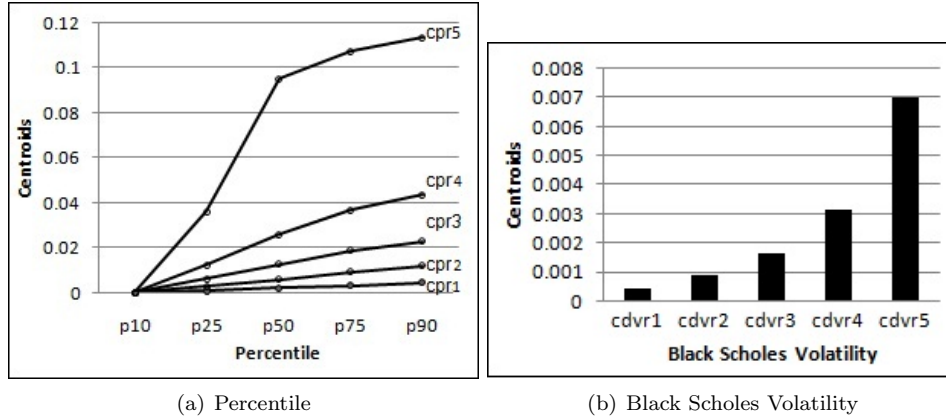 0.12
0.1
0.08
0.06
0.04
0.02
0
Centroids
cpr5
cpr4
cpr3
cpr2
cpr1
p10 p25 p50 p75 p90
Percentile
(a) Percentile
0.008
0.007
0.006
0.005
0.004
0.003
0.002
0.001
0
Centroids
cdvr1 cdvr2 cdvr3 cdvr4 cdvr5
Black Scholes Volatility
(b) Black Scholes Volatility